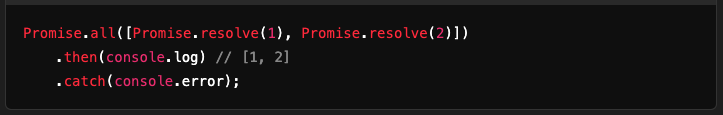 Promise.all([Promise.resolve(1), Promise.resolve(2)])
    .then(console.log) // [1, 2]
    .catch(console.error);